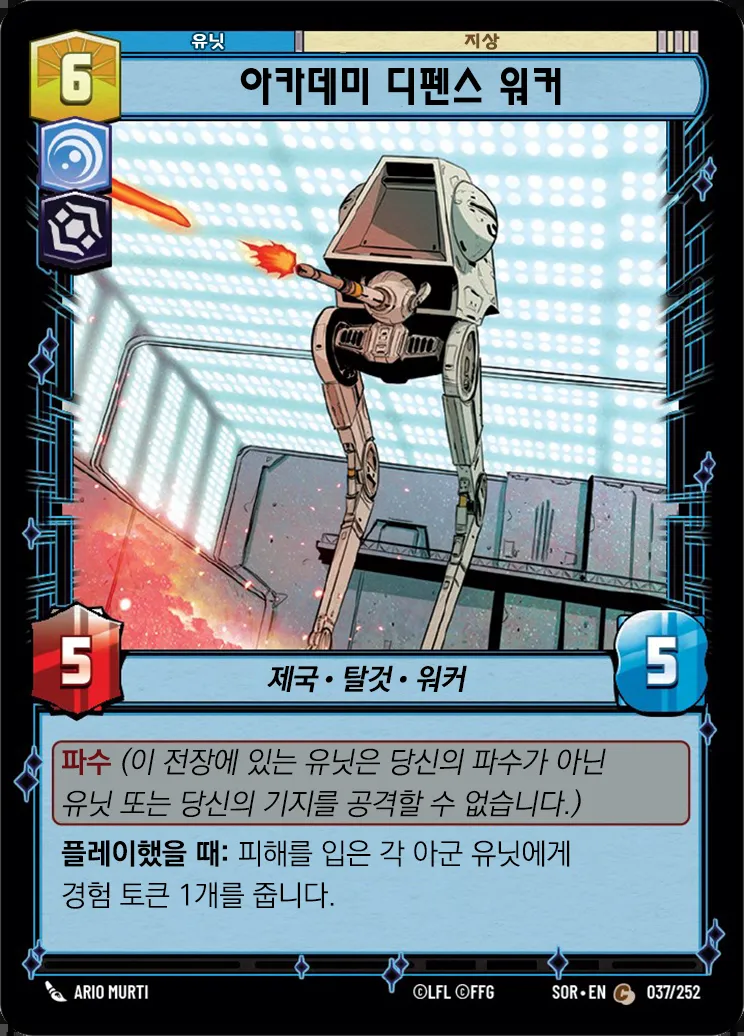 유닛
지상
6
아카데미 디펜스 워커
5
제국 • 탈것 • 워커
5
파수 (이 전장에 있는 유닛은 당신의 파수가 아닌
유닛 또는 당신의 기지를 공격할 수 없습니다.)
플레이했을 때: 피해를 입은 각 아군 유닛에게
경험 토큰 1개를 줍니다.
ARIO MURTI
©LFL ©FFG
SOR • EN C 037/252